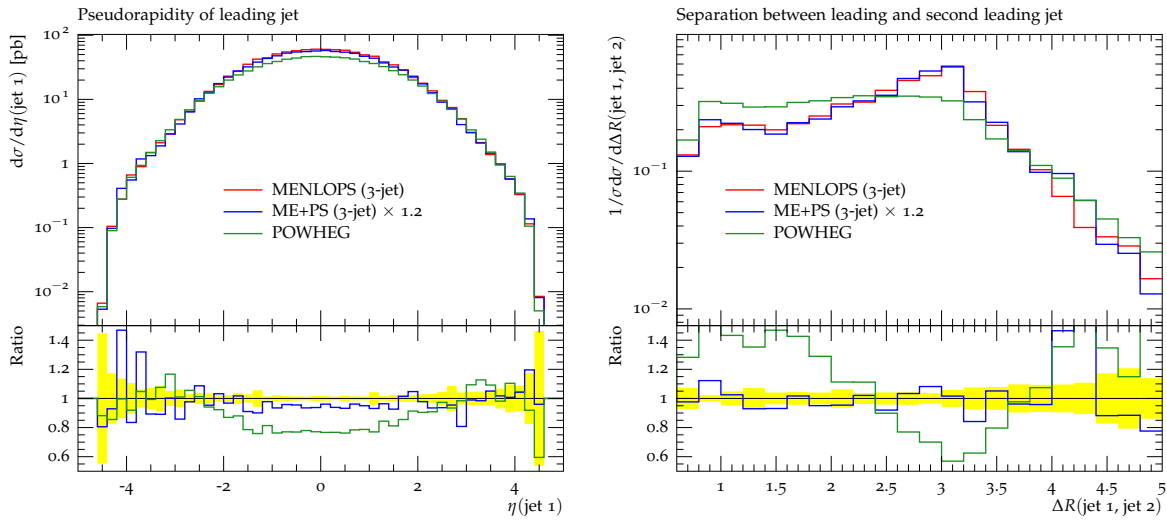 Pseudorapidity of leading jet
dσ/dη(jet 1) [pb]
10²
10¹
1
10⁻¹
10⁻²
MENLOPS (3-jet)
ME+PS (3-jet) × 1.2
POWHEG
Ratio
1.4
1.2
1
0.8
0.6
-4 -2 0 2 4
η(jet 1)
Separation between leading and second leading jet
1/σdσ/dΔR(jet 1, jet 2)
10⁻¹
10⁻²
MENLOPS (3-jet)
ME+PS (3-jet) × 1.2
POWHEG
Ratio
1.4
1.2
1
0.8
0.6
1 1.5 2 2.5 3 3.5 4 4.5 5
ΔR(jet 1, jet 2)